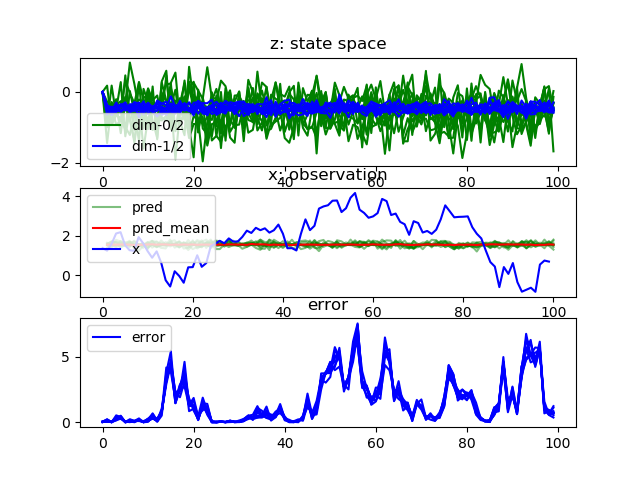 z: state space
0
−2
dim-0/2
dim-1/2
0 20 40 60 80 100
x: observation
4
2
0
pred
pred_mean
x
0 20 40 60 80 100
error
5
0
error
0 20 40 60 80 100